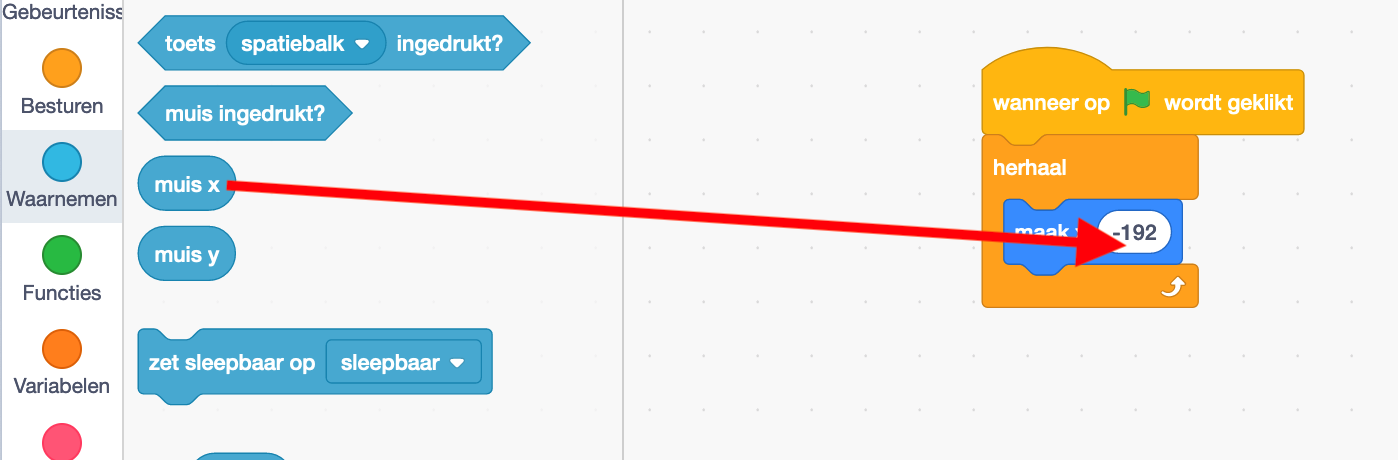 Gebeurteniss
Besturen
Waarnemen
Functies
Variabelen
toets spatiebalk ingedrukt?
muis ingedrukt?
muis x
muis y
zet sleepbaar op sleepbaar
wanneer op wordt geklikt
herhaal
maak -192